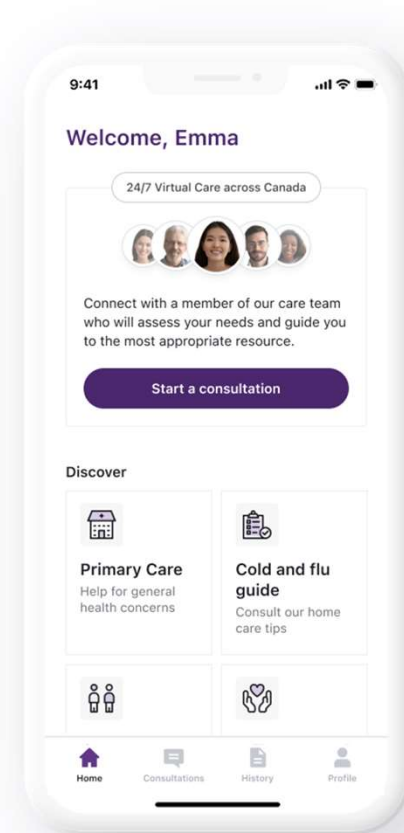 9:41
Welcome, Emma
24/7 Virtual Care across Canada
Connect with a member of our care team
who will assess your needs and guide you
to the most appropriate resource.
Start a consultation
Discover
Primary Care
Help for general
health concerns
Cold and flu
guide
Consult our home
care tips
Home
Consultations
History
Profile